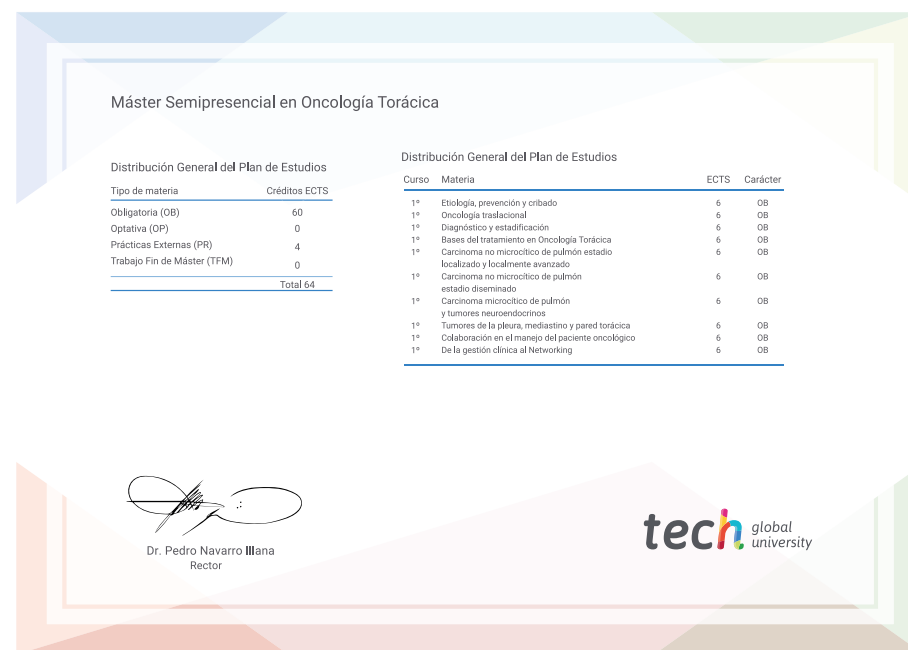 Máster Semipresencial en Oncología Torácica
Distribución General del Plan de Estudios
Tipo de materia Créditos ECTS
Obligatoria (OB) 60
Optativa (OP) 0
Prácticas Externas (PR) 4
Trabajo Fin de Máster (TFM) 0
Total 64
Distribución General del Plan de Estudios
Curso Materia ECTS Carácter
1º Etiología, prevención y cribado 6 OB
1º Oncología traslacional 6 OB
1º Diagnóstico y estadificación 6 OB
1º Bases del tratamiento en Oncología Torácica 6 OB
1º Carcinoma no microcítico de pulmón estadio 6 OB
localizado y localmente avanzado
1º Carcinoma no microcítico de pulmón 6 OB
estadio diseminado
1º Carcinoma microcítico de pulmón 6 OB
y tumores neuroendocrinos
1º Tumores de la pleura, mediastino y pared torácica 6 OB
1º Colaboración en el manejo del paciente oncológico 6 OB
1º De la gestión clínica al Networking 6 OB
Dr. Pedro Navarro Illana
Rector
tech global
university